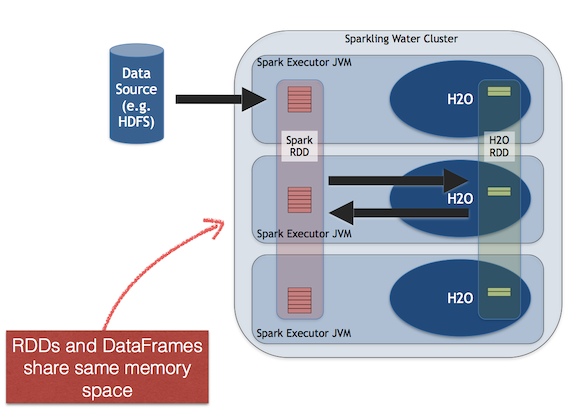 Sparkling Water Cluster
Data
Source
(e.g.
HDFS)
Spark Executor JVM
H2O
Spark
RDD
H2O
RDD
H2O
Spark Executor JVM
H2O
Spark Executor JVM
RDDs and DataFrames
share same memory
space